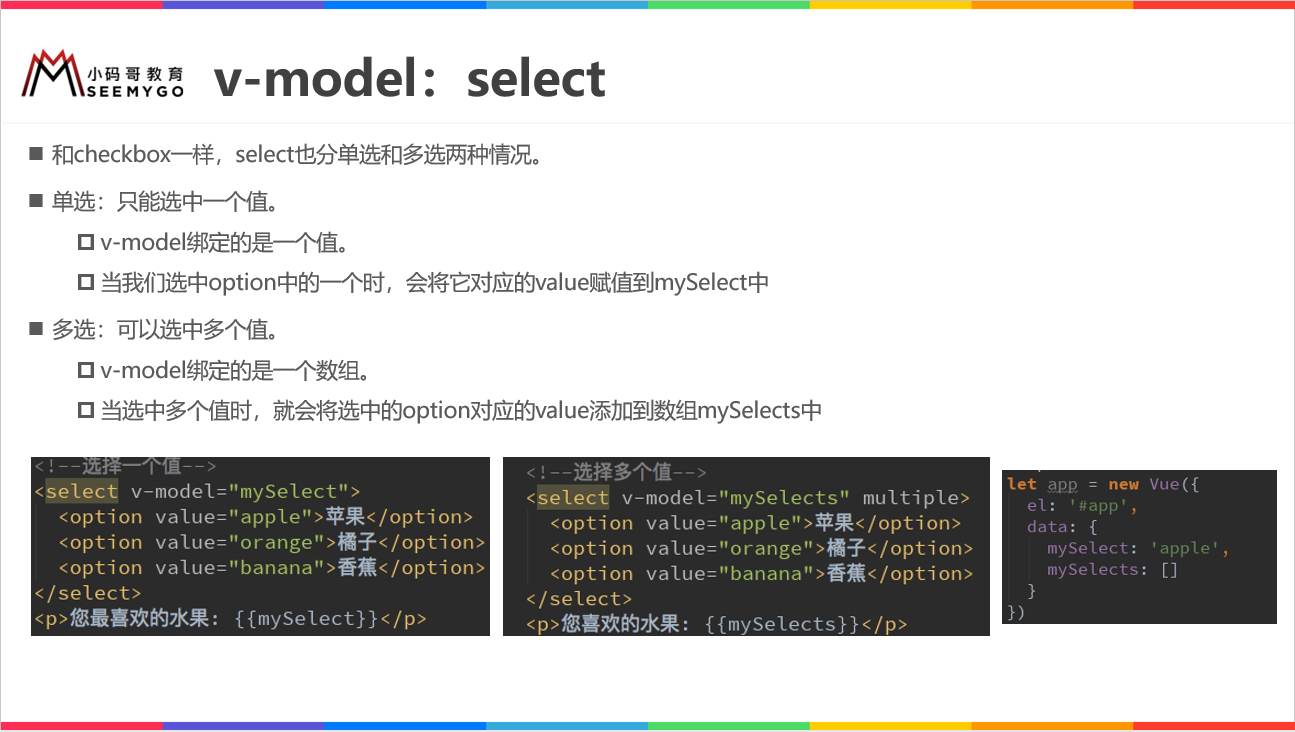 小码哥教育
SEEMYGO
v-model：select
和checkbox一样，select也分单选和多选两种情况。
单选：只能选中一个值。
v-model绑定的是一个值。
当我们选中option中的一个时，会将它对应的value赋值到mySelect中
多选：可以选中多个值。
v-model绑定的是一个数组。
当选中多个值时，就会将选中的option对应的value添加到数组mySelects中
<!--选择一个值-->
<select v-model="mySelect">
<option value="apple">苹果</option>
<option value="orange">橘子</option>
<option value="banana">香蕉</option>
</select>
<p>您最喜欢的水果: {{mySelect}}</p>
<!--选择多个值-->
<select v-model="mySelects" multiple>
<option value="apple">苹果</option>
<option value="orange">橘子</option>
<option value="banana">香蕉</option>
</select>
<p>您喜欢的水果: {{mySelects}}</p>
let app = new Vue({
el: '#app',
data: {
mySelect: 'apple',
mySelects: []
}
})